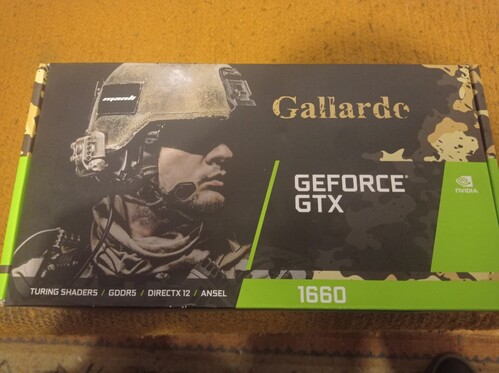 manli
Gallardo
GEFORCE
GTX
NVIDIA
TURING SHADERS / GDDR5 / DIRECTX 12 / ANSEL
1660